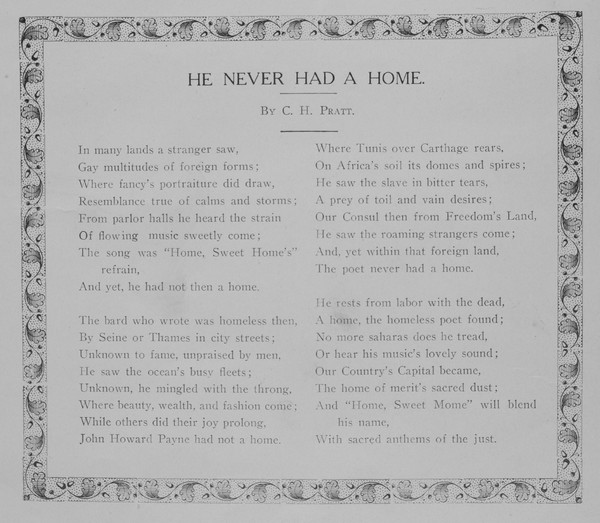 HE NEVER HAD A HOME.
BY C. H. PRATT.
In many lands a stranger saw,
Gay multitudes of foreign forms;
Where fancy's portraiture did draw,
Resemblance true of calms and storms;
From parlor halls he heard the strain
Of flowing music sweetly come;
The song was "Home, Sweet Home's"
refrain,
And yet, he had not then a home.
The bard who wrote was homeless then,
By Seine or Thames in city streets;
Unknown to fame, unpraised by men,
He saw the ocean's busy fleets;
Unknown, he mingled with the throng,
Where beauty, wealth, and fashion come;
While others did their joy prolong,
John Howard Payne had not a home.
Where Tunis over Carthage rears,
On Africa's soil its domes and spires;
He saw the slave in bitter tears,
A prey of toil and vain desires;
Our Consul then from Freedom's Land,
He saw the roaming strangers come;
And, yet within that foreign land,
The poet never had a home.
He rests from labor with the dead,
A home, the homeless poet found;
No more saharas does he tread,
Or hear his music's lovely sound;
Our Country's Capital became,
The home of merit's sacred dust;
And "Home, Sweet Mome" will blend
his name,
With sacred anthems of the just.